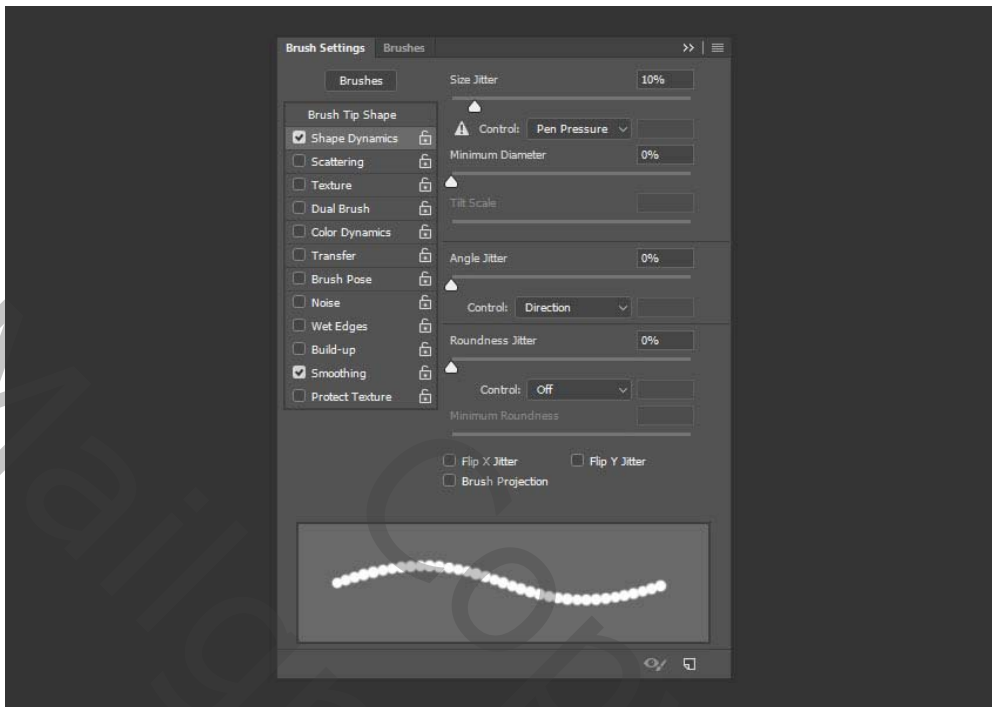 Brush Settings Brushes
Brushes
Brush Tip Shape
Shape Dynamics
Scattering
Texture
Dual Brush
Color Dynamics
Transfer
Brush Pose
Noise
Wet Edges
Build-up
Smoothing
Protect Texture
Size Jitter 10%
Control: Pen Pressure
Minimum Diameter 0%
Tilt Scale
Angle Jitter 0%
Control: Direction
Roundness Jitter 0%
Control: Off
Minimum Roundness
Flip X Jitter Flip Y Jitter
Brush Projection